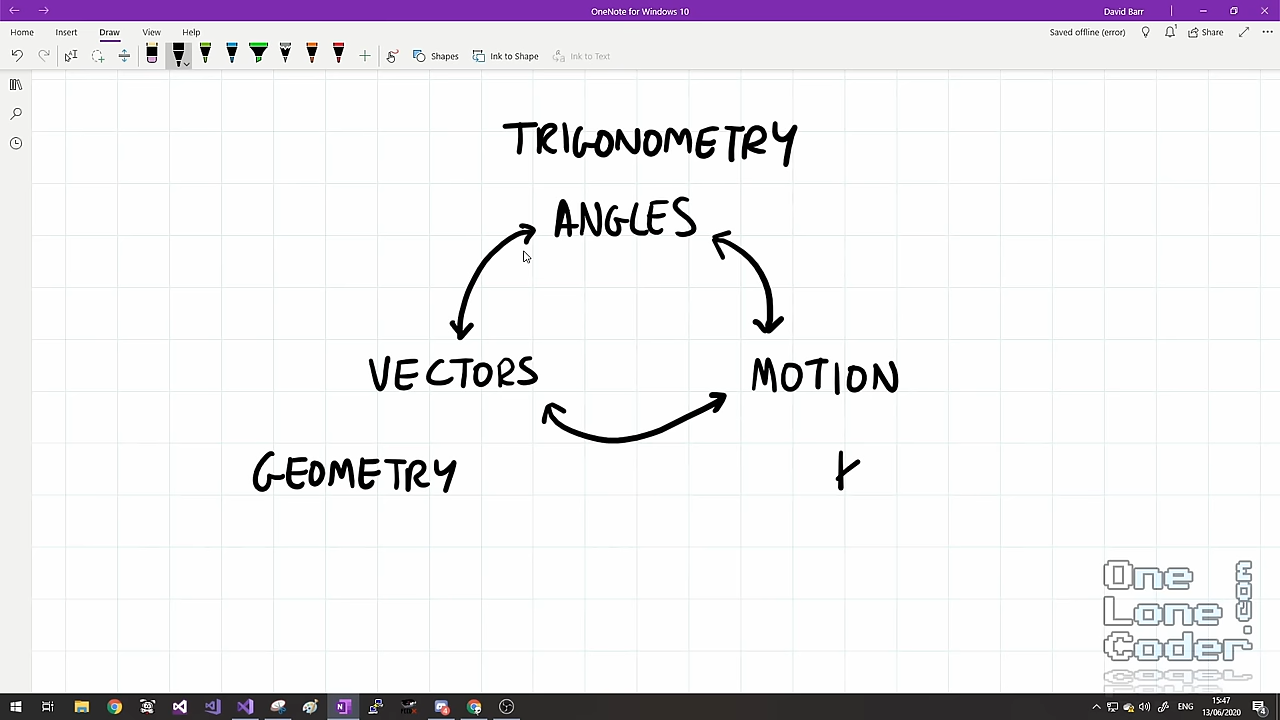 OneNote for Windows 10
David Barr
Home Insert Draw View Help
Saved offline (error)
Share
Shapes
Ink to Shape
Ink to Text
TRIGONOMETRY
ANGLES
VECTORS
MOTION
GEOMETRY
One
Lone
Coder
.com
ENG
15:47
13/06/2020